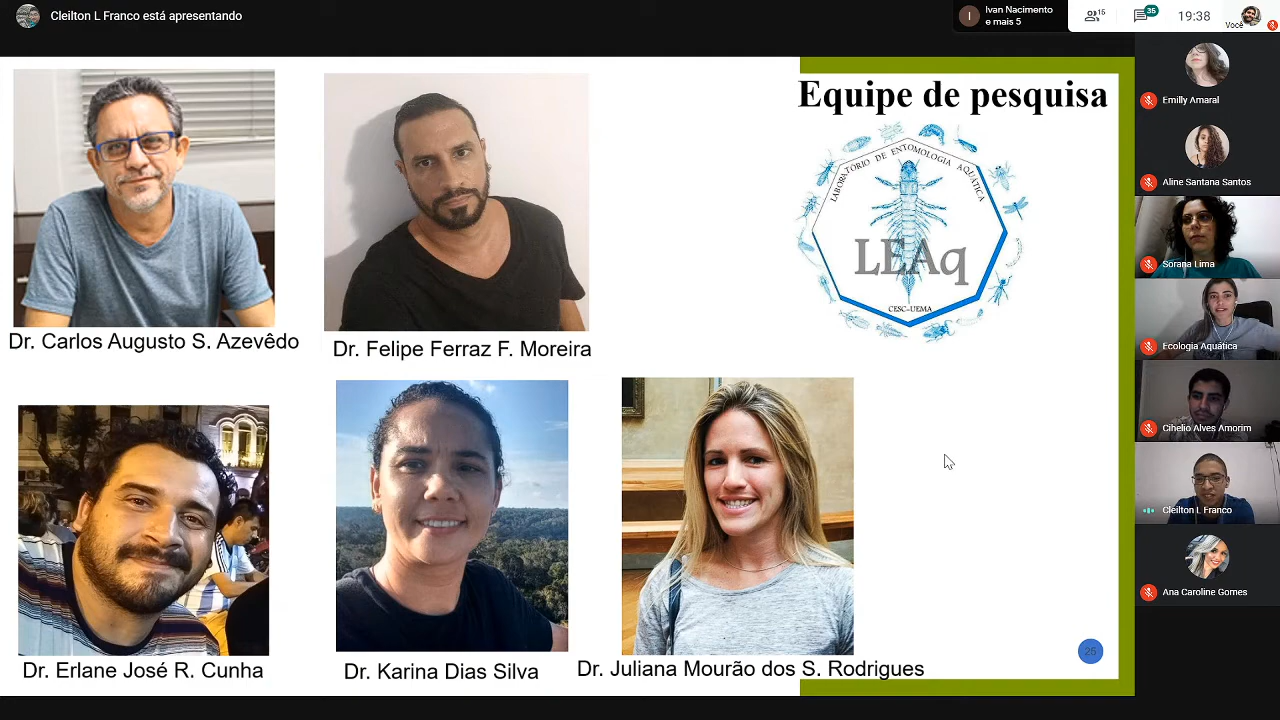 Cleilton L Franco está apresentando
I
Ivan Nacimento
e mais 5
15
35
19:38
Você
Equipe de pesquisa
LABORATÓRIO DE ENTOMOLOGIA AQUÁTICA
LEAq
CESC-UEMA
Dr. Carlos Augusto S. Azevêdo
Dr. Felipe Ferraz F. Moreira
Dr. Erlane José R. Cunha
Dr. Karina Dias Silva
Dr. Juliana Mourão dos S. Rodrigues
25
Emilly Amaral
Aline Santana Santos
Sorana Lima
Ecologia Aquática
Cihelio Alves Amorim
Cleilton L Franco
Ana Caroline Gomes